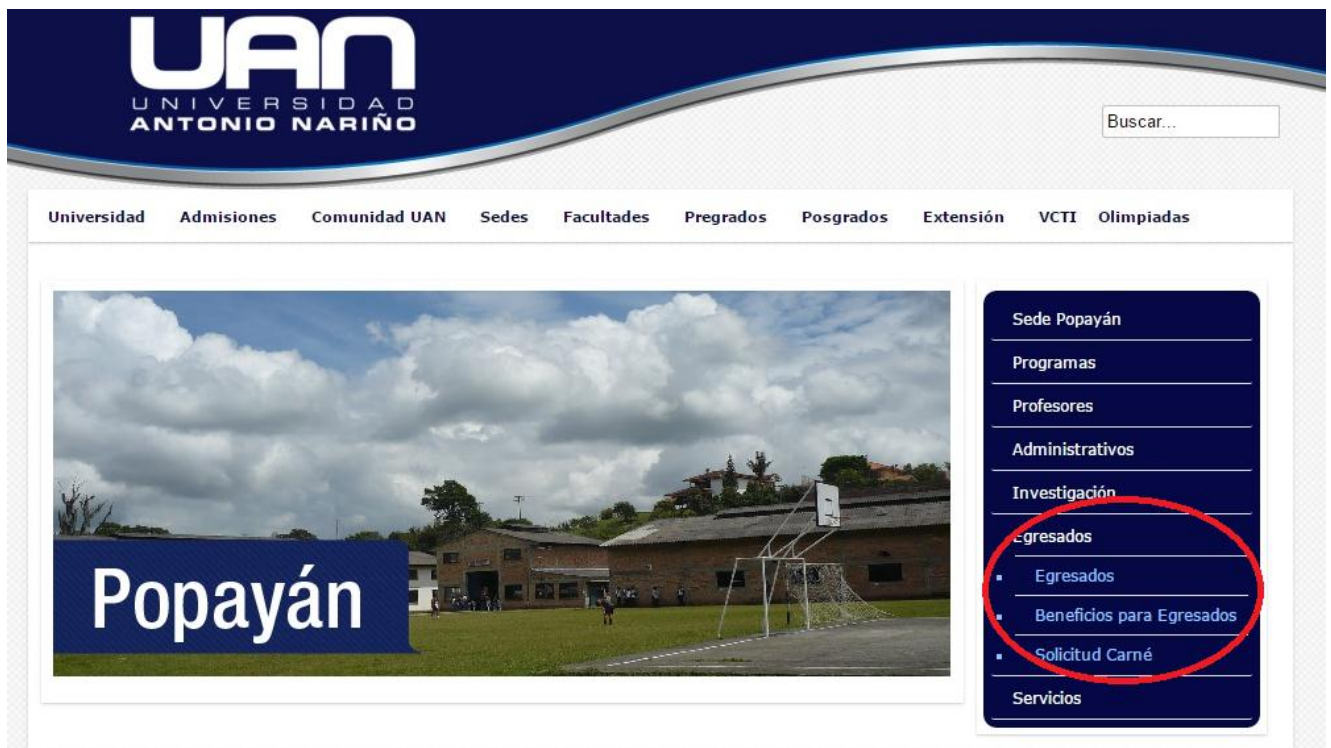 UAN
UNIVERSIDAD
ANTONIO NARIÑO
Buscar...
Universidad Admisiones Comunidad UAN Sedes Facultades Pregrados Posgrados Extensión VCTI Olimpiadas
Popayán
Sede Popayán
Programas
Profesores
Administrativos
Investigación
Egresados
Egresados
Beneficios para Egresados
Solicitud Carné
Servicios